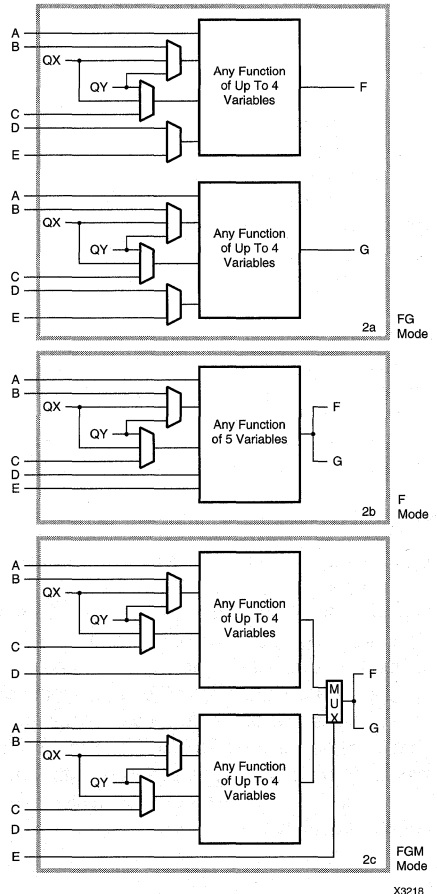 A
B
QX
QY
C
D
E
Any Function
of Up To 4
Variables
F
A
B
QX
QY
C
D
E
Any Function
of Up To 4
Variables
G
2a
FG
Mode
A
B
QX
QY
C
D
E
Any Function
of 5 Variables
F
G
2b
F
Mode
A
B
QX
QY
C
D
Any Function
of Up To 4
Variables
M
U
X
F
G
A
B
QX
QY
C
D
E
Any Function
of Up To 4
Variables
2c
FGM
Mode
X3218